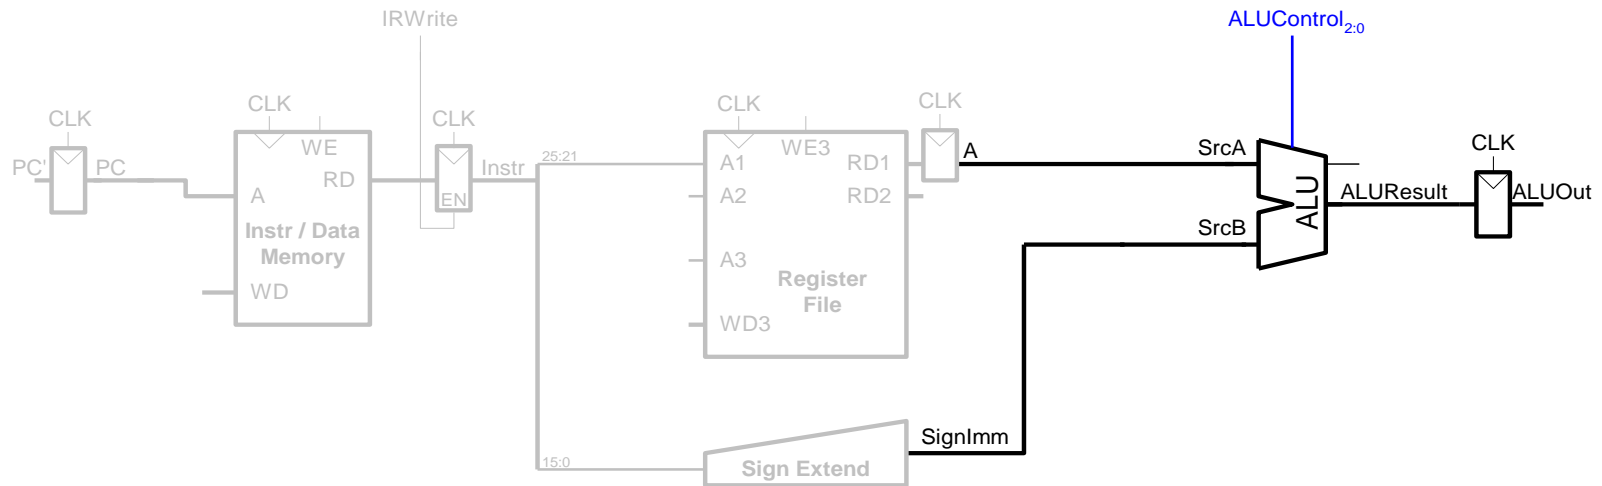 IRWrite
ALUControl2:0
CLK
CLK
CLK
CLK
CLK
CLK
PC'
PC
WE
RD
A
Instr / Data
Memory
WD
EN
Instr
25:21
A1
WE3
RD1
A2
RD2
A3
Register
File
WD3
A
SrcA
SrcB
ALU
ALUResult
ALUOut
SignImm
15:0
Sign Extend